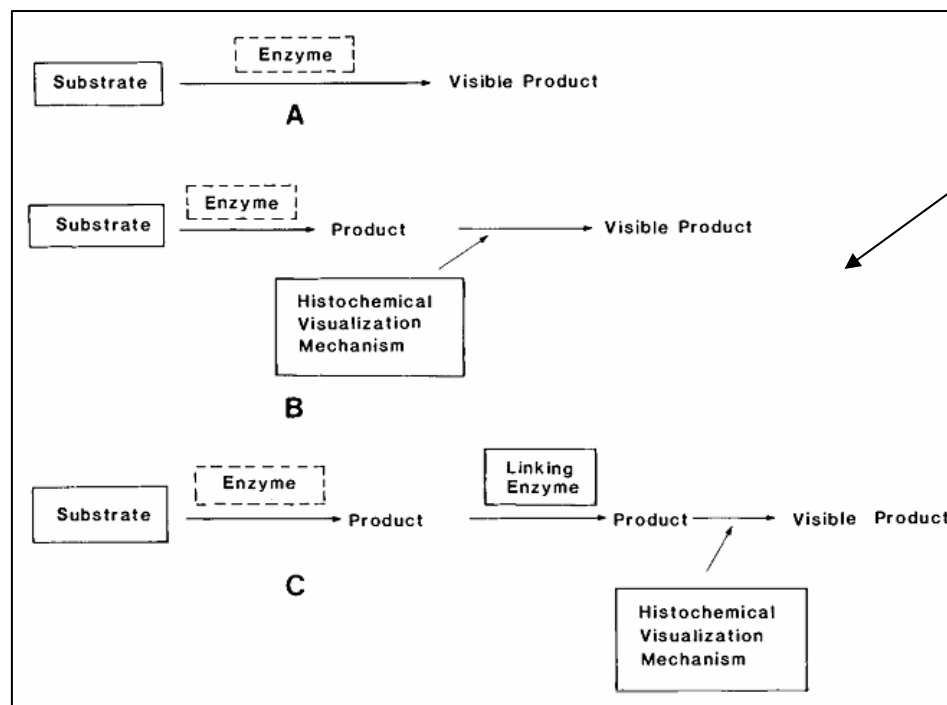 Enzyme
Substrate
Visible Product
A
Enzyme
Substrate
Product
Visible Product
Histochemical
Visualization
Mechanism
B
Linking
Enzyme
Enzyme
Substrate
Product
Product
Visible Product
C
Histochemical
Visualization
Mechanism